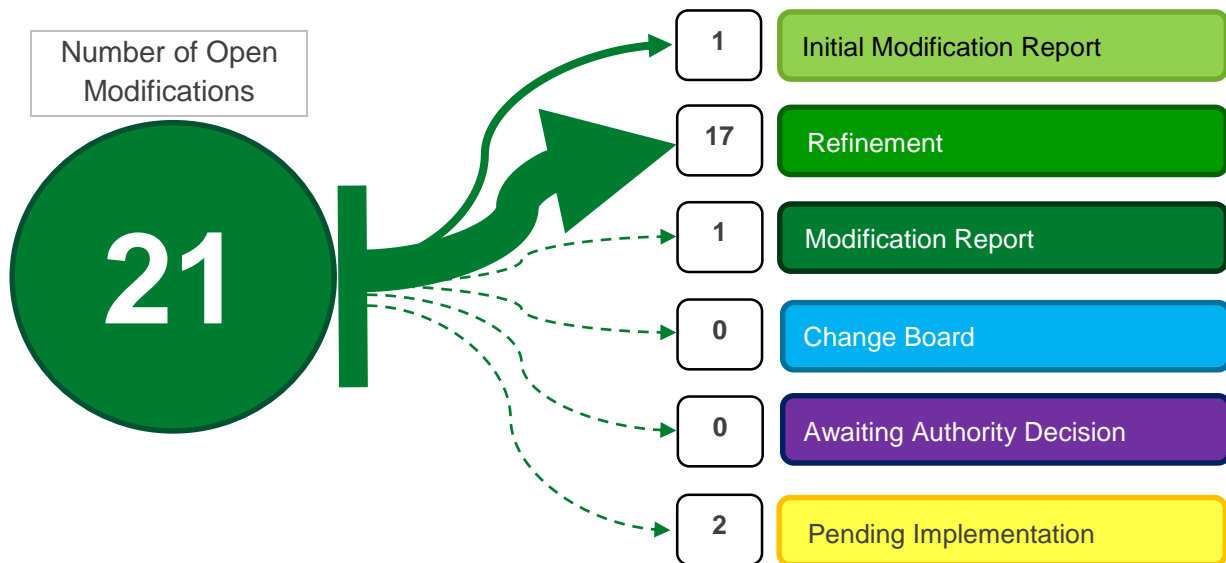 Number of Open
Modifications
21
1
Initial Modification Report
17
Refinement
1
Modification Report
0
Change Board
0
Awaiting Authority Decision
2
Pending Implementation